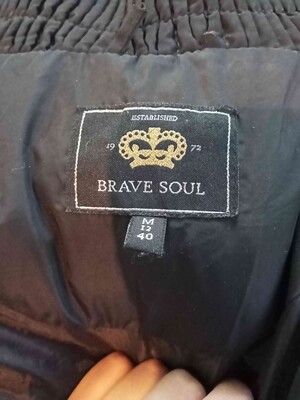 ESTABLISHED
19 72
BRAVE SOUL
M
12
40